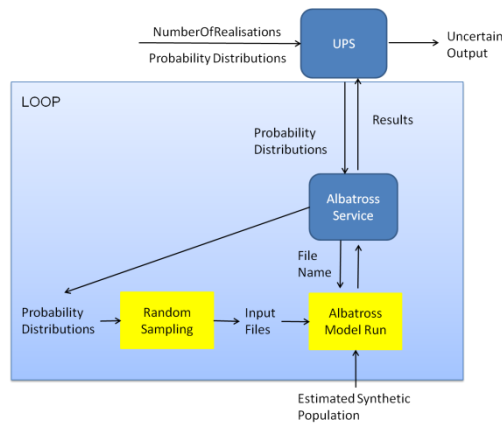 NumberOfRealisations
Probability Distributions
UPS
Uncertain
Output
LOOP
Probability
Distributions
Results
Albatross
Service
File
Name
Probability
Distributions
Random
Sampling
Input
Files
Albatross
Model Run
Estimated Synthetic
Population